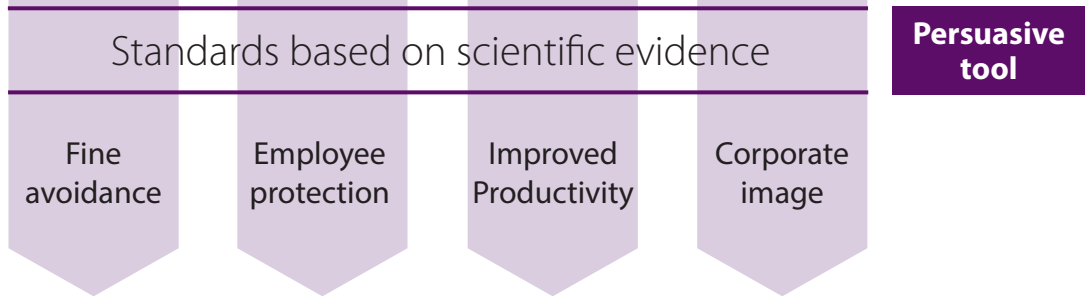 Standards based on scientific evidence
Persuasive
tool
Fine
avoidance
Employee
protection
Improved
Productivity
Corporate
image